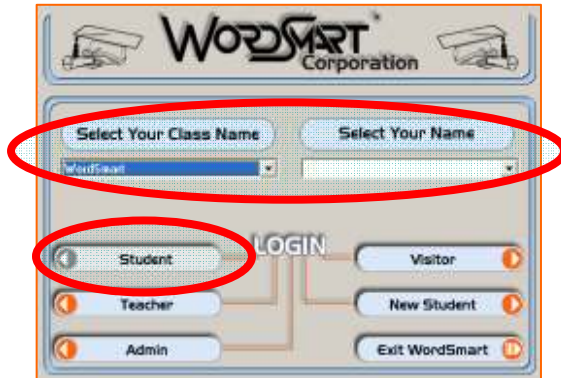 WORDSMART
Corporation
Select Your Class Name Select Your Name
WordSmart
LOGIN
Student Visitor
Teacher New Student
Admin Exit WordSmart